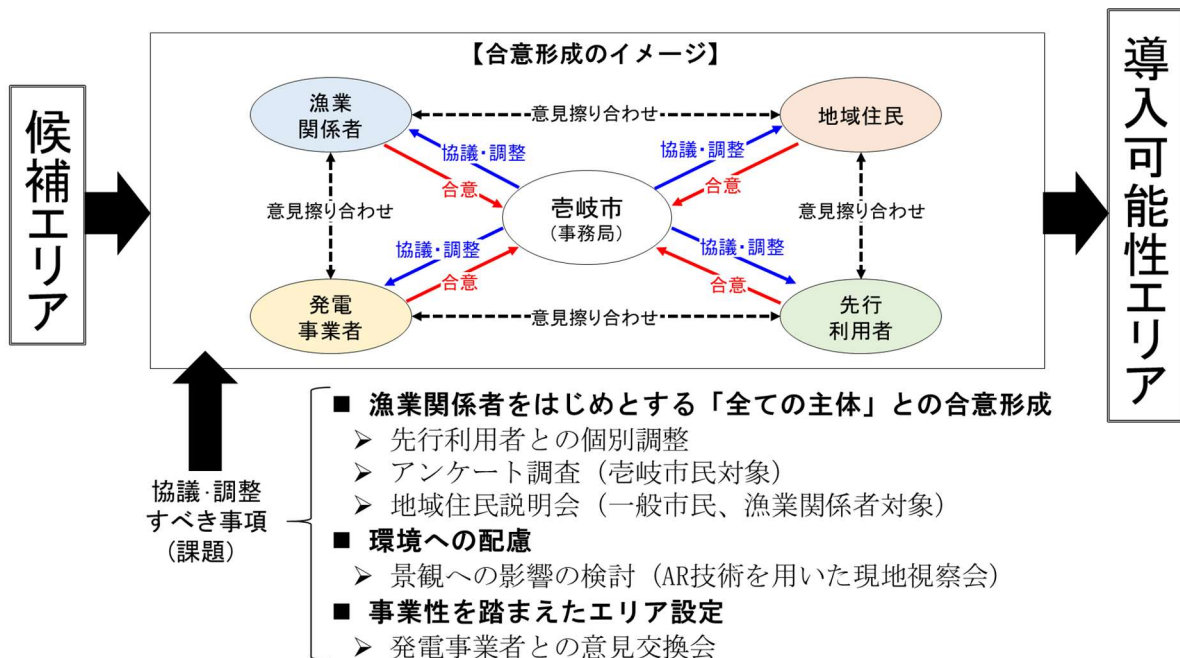 【合意形成のイメージ】
候補エリア
導入可能性エリア
漁業
関係者
意見擦り合わせ
地域住民
協議・調整
合意
協議・調整
合意
意見擦り合わせ
壱岐市
(事務局)
意見擦り合わせ
協議・調整
合意
協議・調整
合意
発電
事業者
意見擦り合わせ
先行
利用者
協議・調整
すべき事項
(課題)
■ 漁業関係者をはじめとする「全ての主体」との合意形成
➢ 先行利用者との個別調整
➢ アンケート調査（壱岐市民対象）
➢ 地域住民説明会（一般市民、漁業関係者対象）
■ 環境への配慮
➢ 景観への影響の検討（AR技術を用いた現地視察会）
■ 事業性を踏まえたエリア設定
➢ 発電事業者との意見交換会